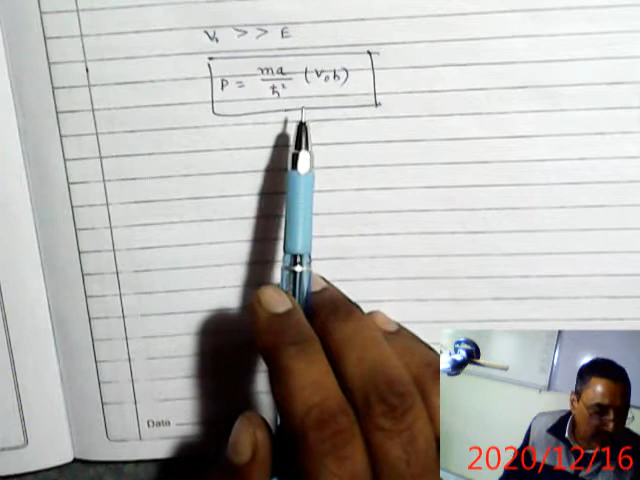 V₀ > > E
P = ma/ħ² (V₀b)
Date
2020/12/16